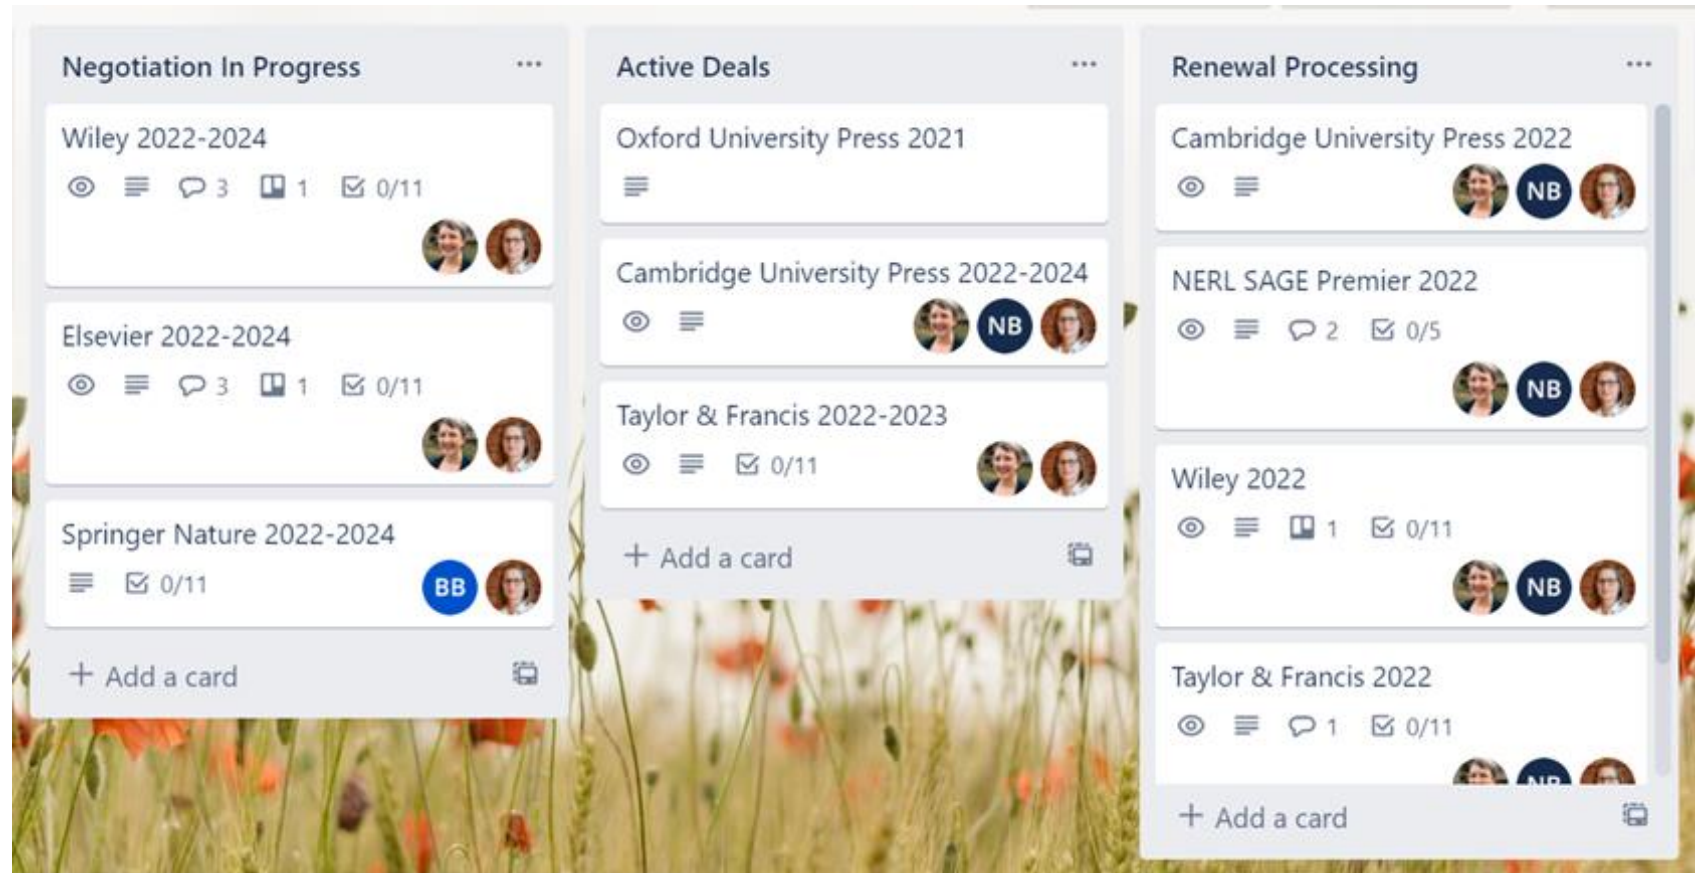 Negotiation In Progress
Wiley 2022-2024
3 1 0/11
Elsevier 2022-2024
3 1 0/11
Springer Nature 2022-2024
0/11
BB
+ Add a card
Active Deals
Oxford University Press 2021
Cambridge University Press 2022-2024
NB
Taylor & Francis 2022-2023
0/11
+ Add a card
Renewal Processing
Cambridge University Press 2022
NB
NERL SAGE Premier 2022
2 0/5
NB
Wiley 2022
1 0/11
NB
Taylor & Francis 2022
1 0/11
NB
+ Add a card